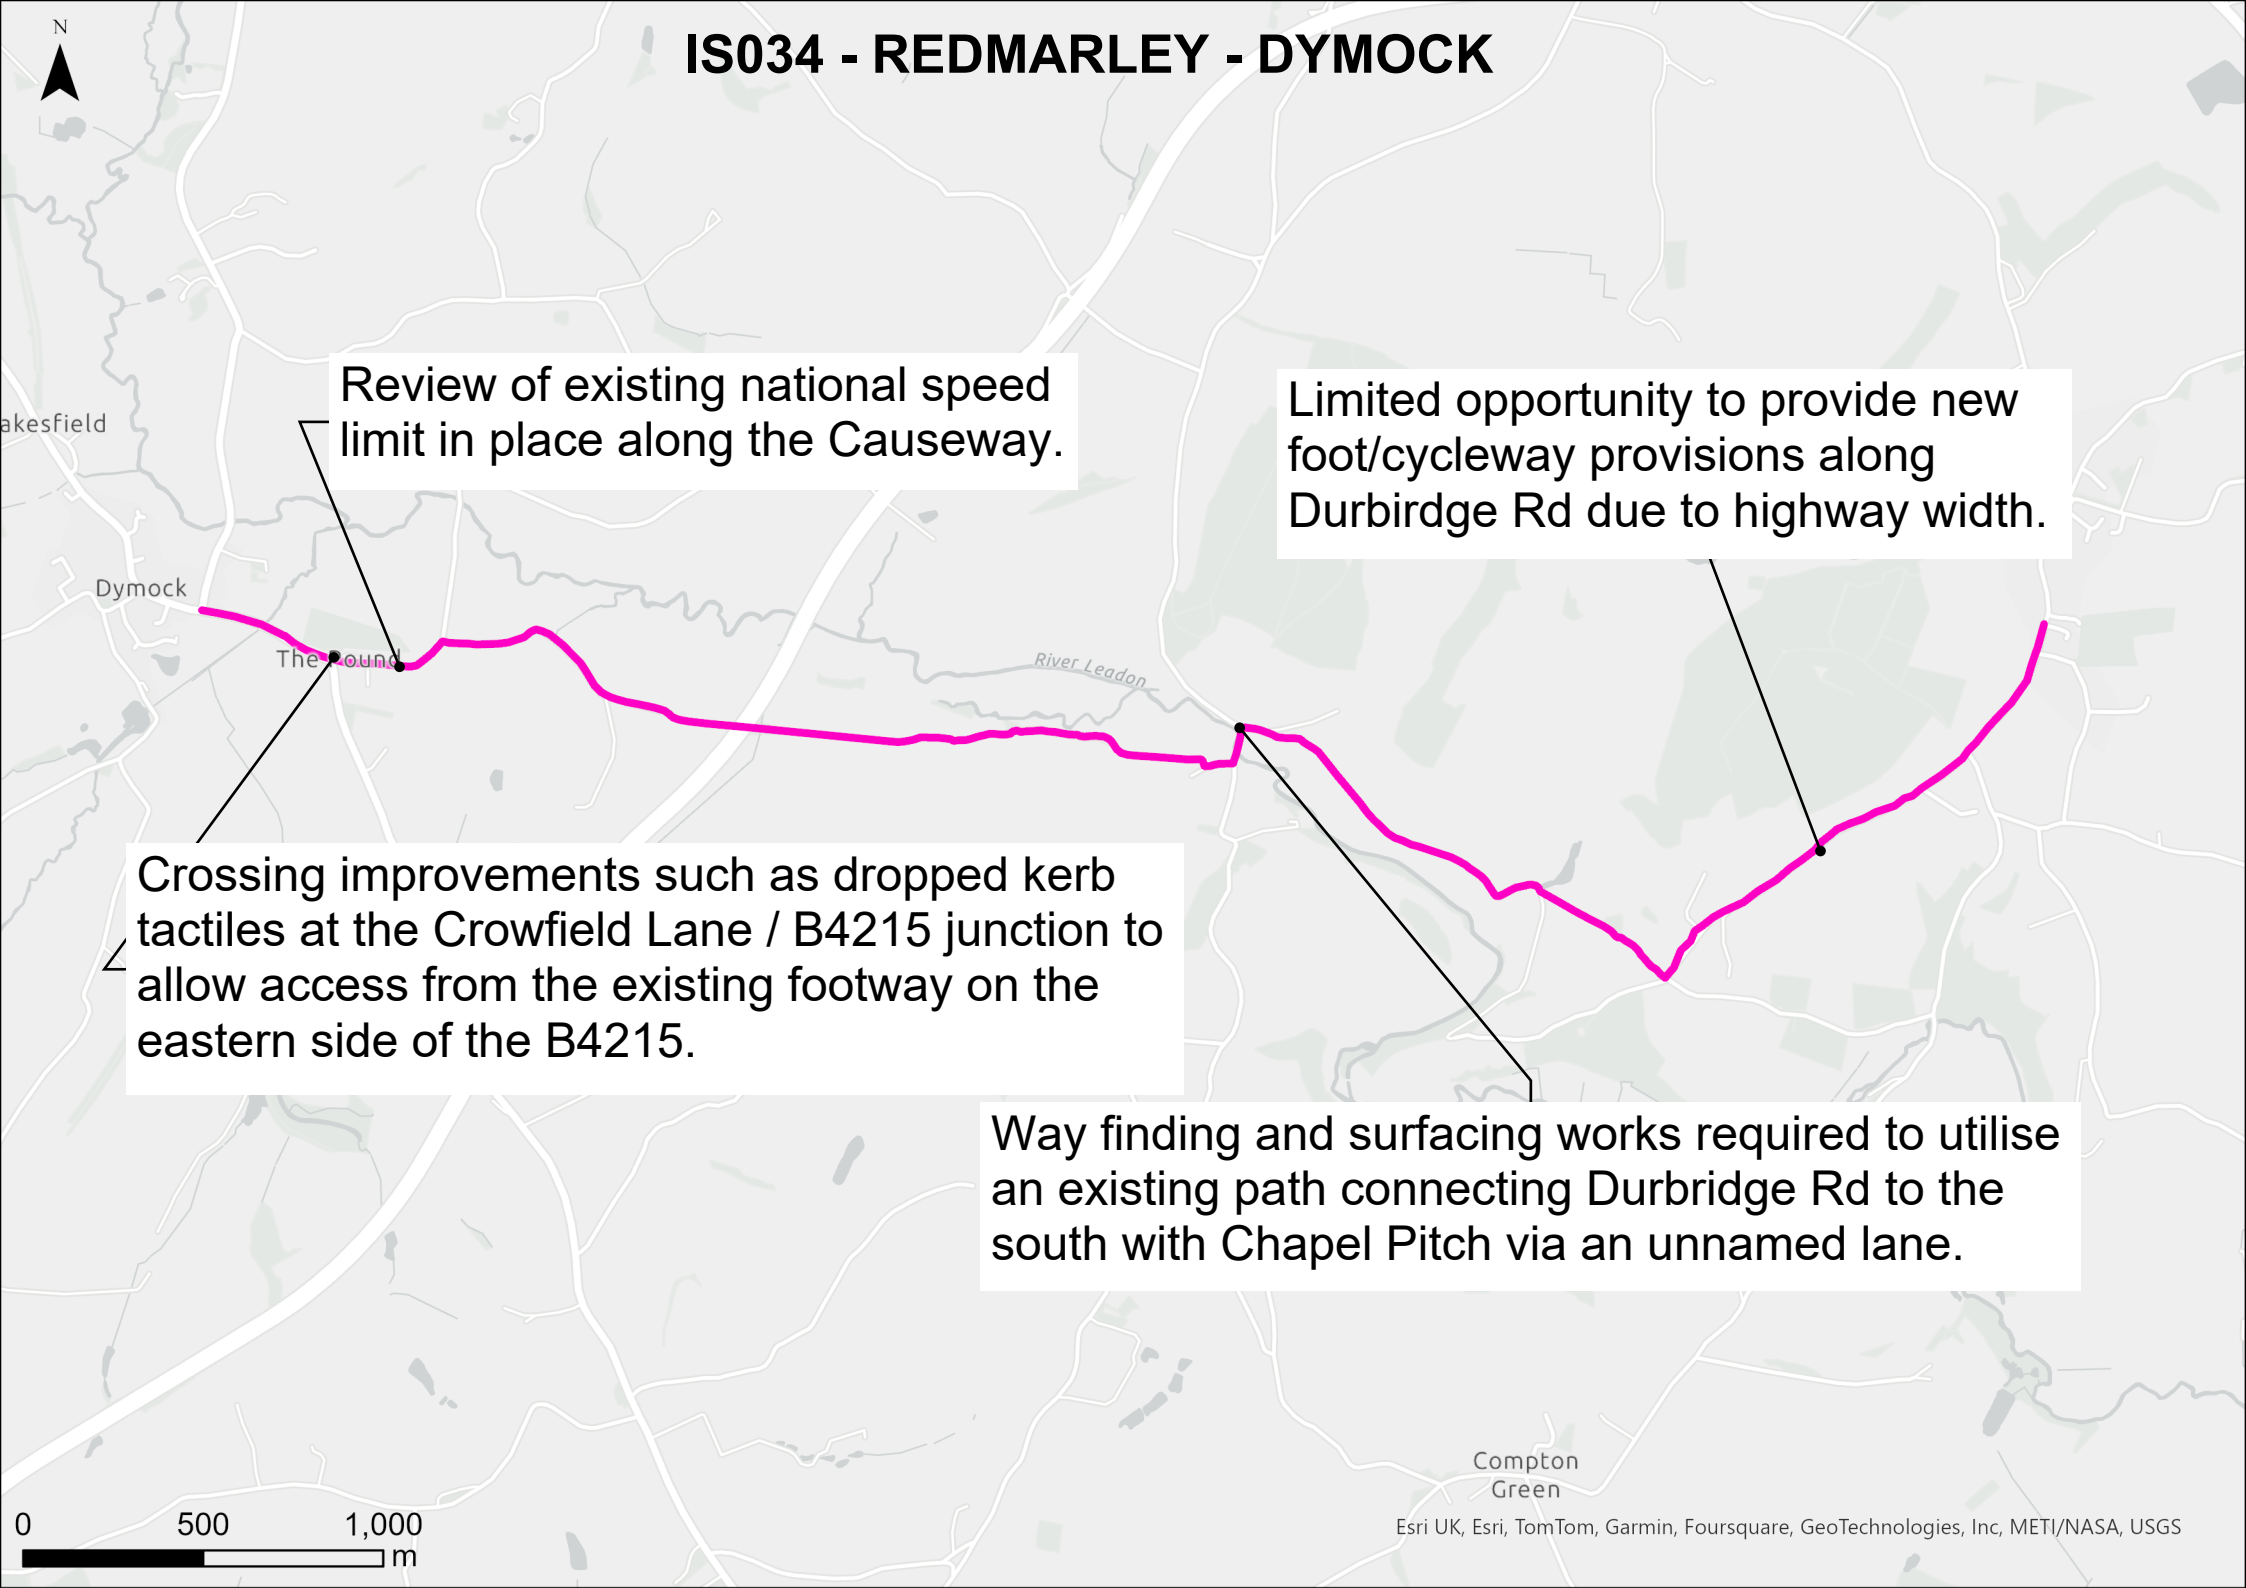 N
IS034 - REDMARLEY - DYMOCK
Review of existing national speed
limit in place along the Causeway.
Limited opportunity to provide new
foot/cycleway provisions along
Durbirdge Rd due to highway width.
akesfield
Dymock
The Pound
River Leadon
Crossing improvements such as dropped kerb
tactiles at the Crowfield Lane / B4215 junction to
allow access from the existing footway on the
eastern side of the B4215.
Way finding and surfacing works required to utilise
an existing path connecting Durbridge Rd to the
south with Chapel Pitch via an unnamed lane.
Compton
Green
0 500 1,000
m
Esri UK, Esri, TomTom, Garmin, Foursquare, GeoTechnologies, Inc, METI/NASA, USGS